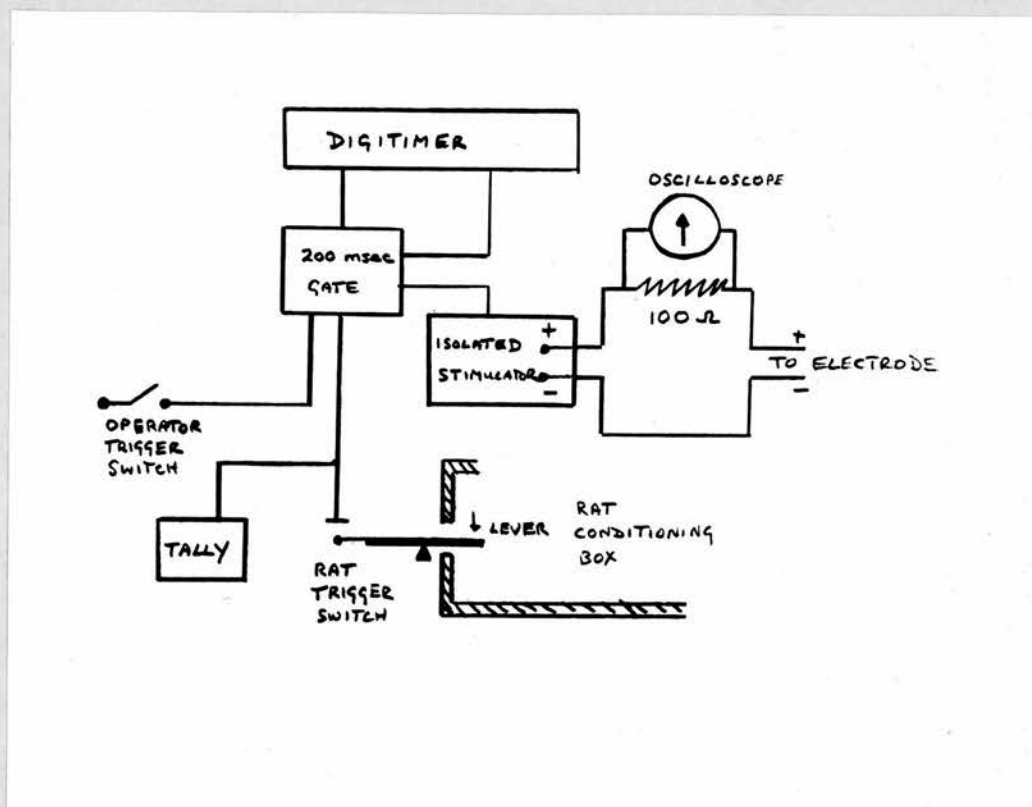 DIGITIMER
OSCILLOSCOPE
200 msec
GATE
100 Ω
+
ISOLATED
STIMULATOR
-
+
TO ELECTRODE
-
OPERATOR
TRIGGER
SWITCH
TALLY
RAT
TRIGGER
SWITCH
LEVER
RAT
CONDITIONING
BOX